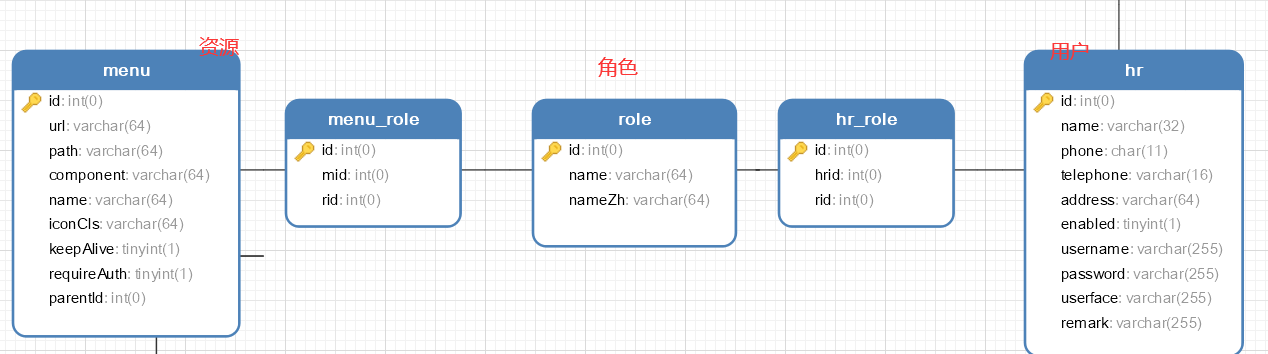 资源
menu
id: int(0)
url: varchar(64)
path: varchar(64)
component: varchar(64)
name: varchar(64)
iconCls: varchar(64)
keepAlive: tinyint(1)
requireAuth: tinyint(1)
parentId: int(0)
menu_role
id: int(0)
mid: int(0)
rid: int(0)
角色
role
id: int(0)
name: varchar(64)
nameZh: varchar(64)
hr_role
id: int(0)
hrid: int(0)
rid: int(0)
用户
hr
id: int(0)
name: varchar(32)
phone: char(11)
telephone: varchar(16)
address: varchar(64)
enabled: tinyint(1)
username: varchar(255)
password: varchar(255)
userface: varchar(255)
remark: varchar(255)